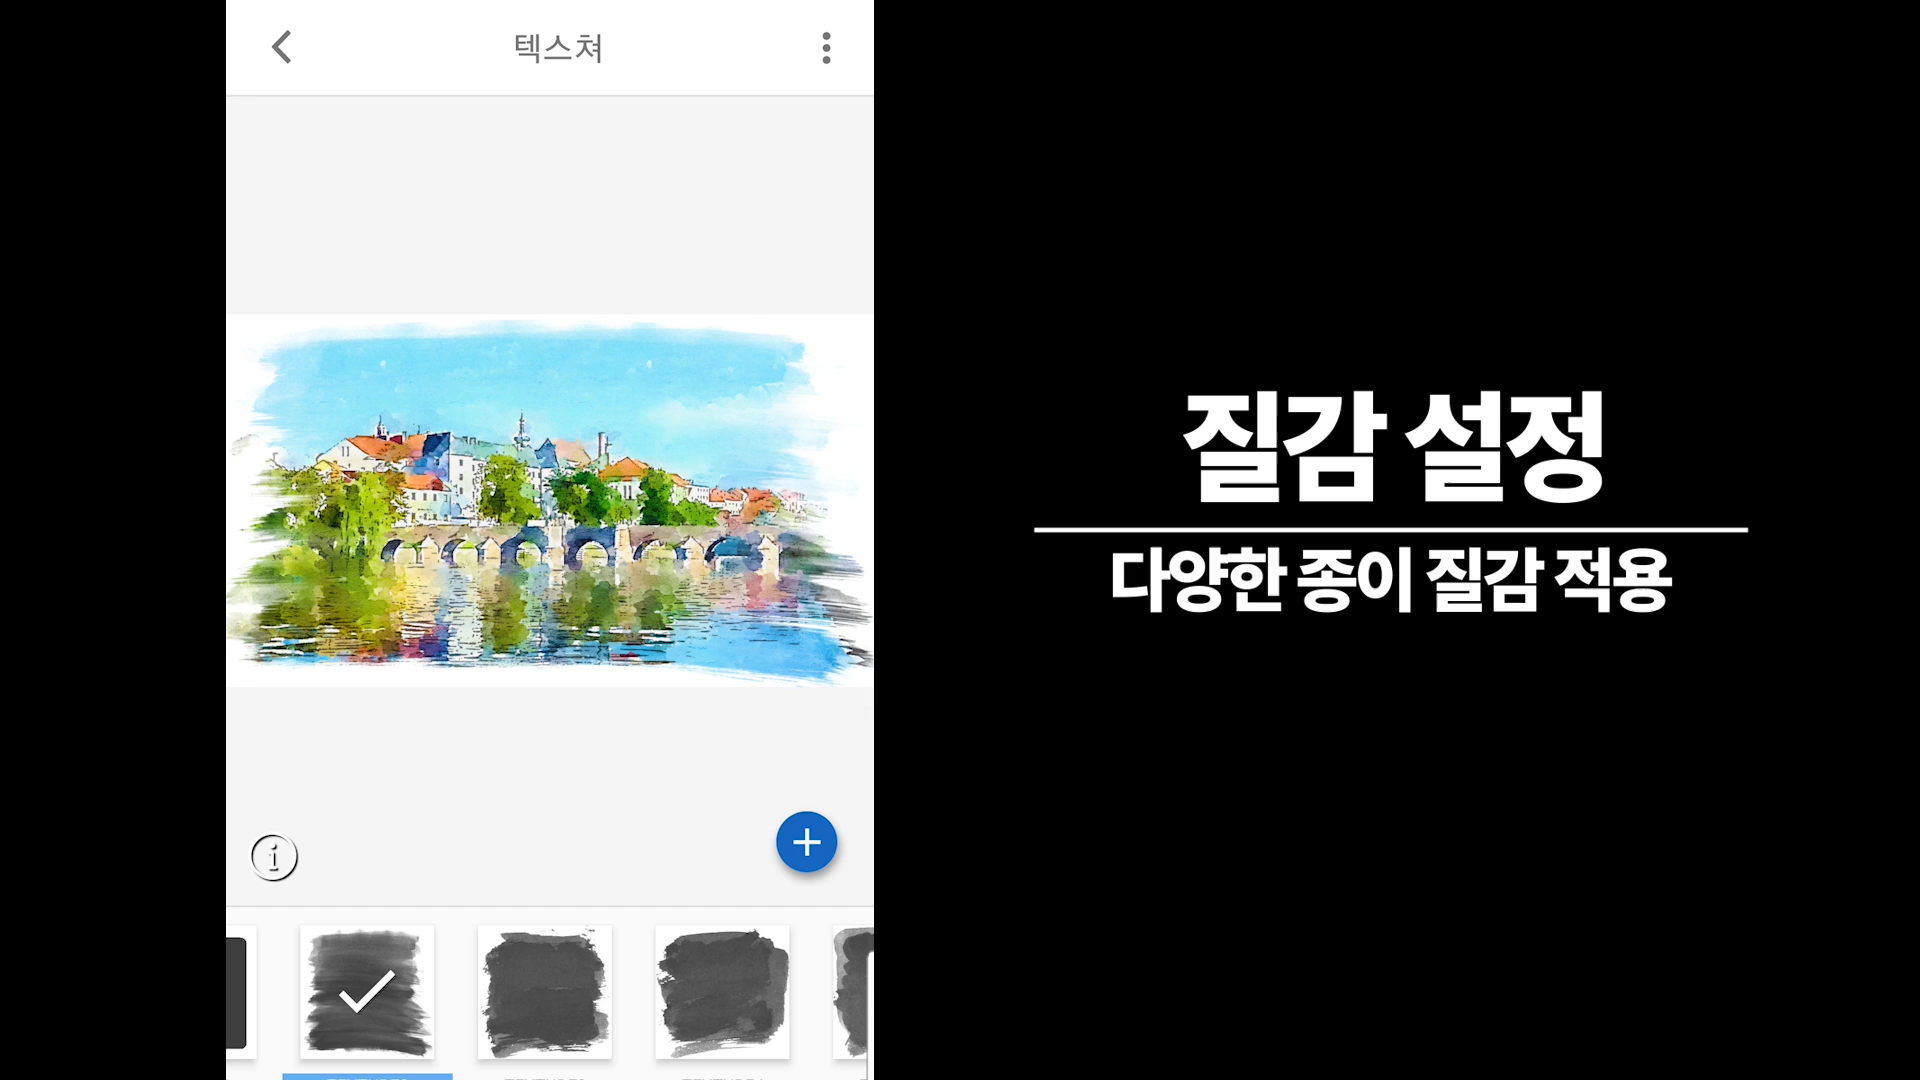 텍스쳐
질감 설정
다양한 종이 질감 적용